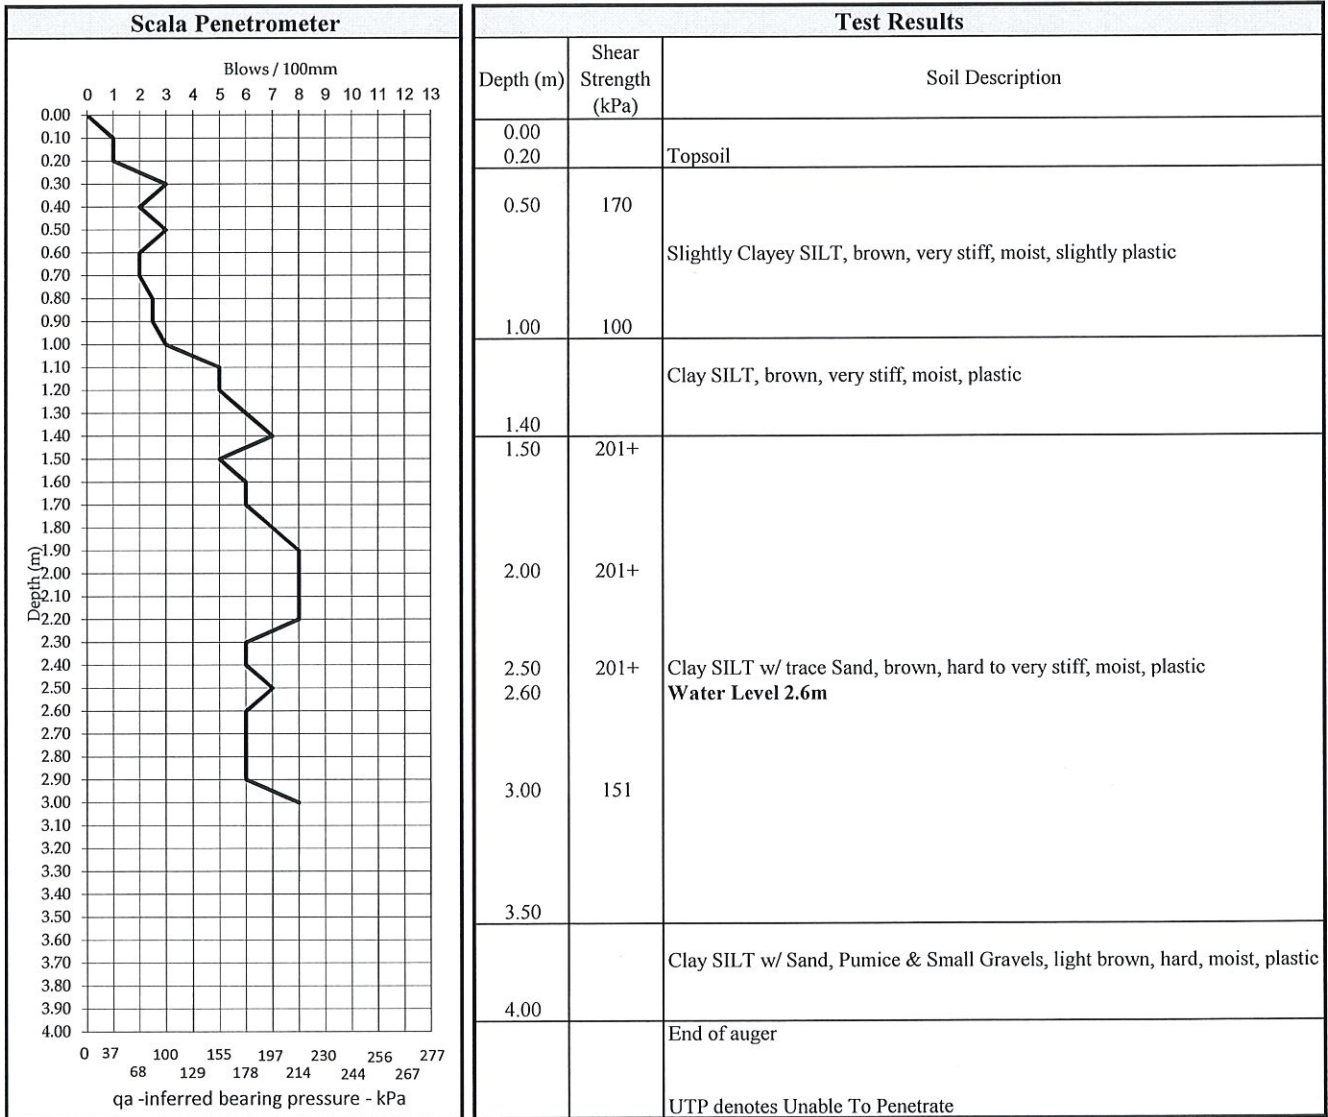 Scala Penetrometer
Blows / 100mm
0 1 2 3 4 5 6 7 8 9 10 11 12 13
0.00
0.10
0.20
0.30
0.40
0.50
0.60
0.70
0.80
0.90
1.00
1.10
1.20
1.30
1.40
1.50
1.60
1.70
1.80
1.90
2.00
2.10
2.20
2.30
2.40
2.50
2.60
2.70
2.80
2.90
3.00
3.10
3.20
3.30
3.40
3.50
3.60
3.70
3.80
3.90
4.00
Depth (m)
0 37 100 155 197 230 256 277
68 129 178 214 244 267
qa -inferred bearing pressure - kPa
Test Results
Depth (m) Shear Strength (kPa) Soil Description
0.00
0.20 Topsoil
0.50 170
Slightly Clayey SILT, brown, very stiff, moist, slightly plastic
1.00 100
Clay SILT, brown, very stiff, moist, plastic
1.40
1.50 201+
2.00 201+
2.50 201+ Clay SILT w/ trace Sand, brown, hard to very stiff, moist, plastic
2.60 Water Level 2.6m
3.00 151
3.50
Clay SILT w/ Sand, Pumice & Small Gravels, light brown, hard, moist, plastic
4.00
End of auger
UTP denotes Unable To Penetrate